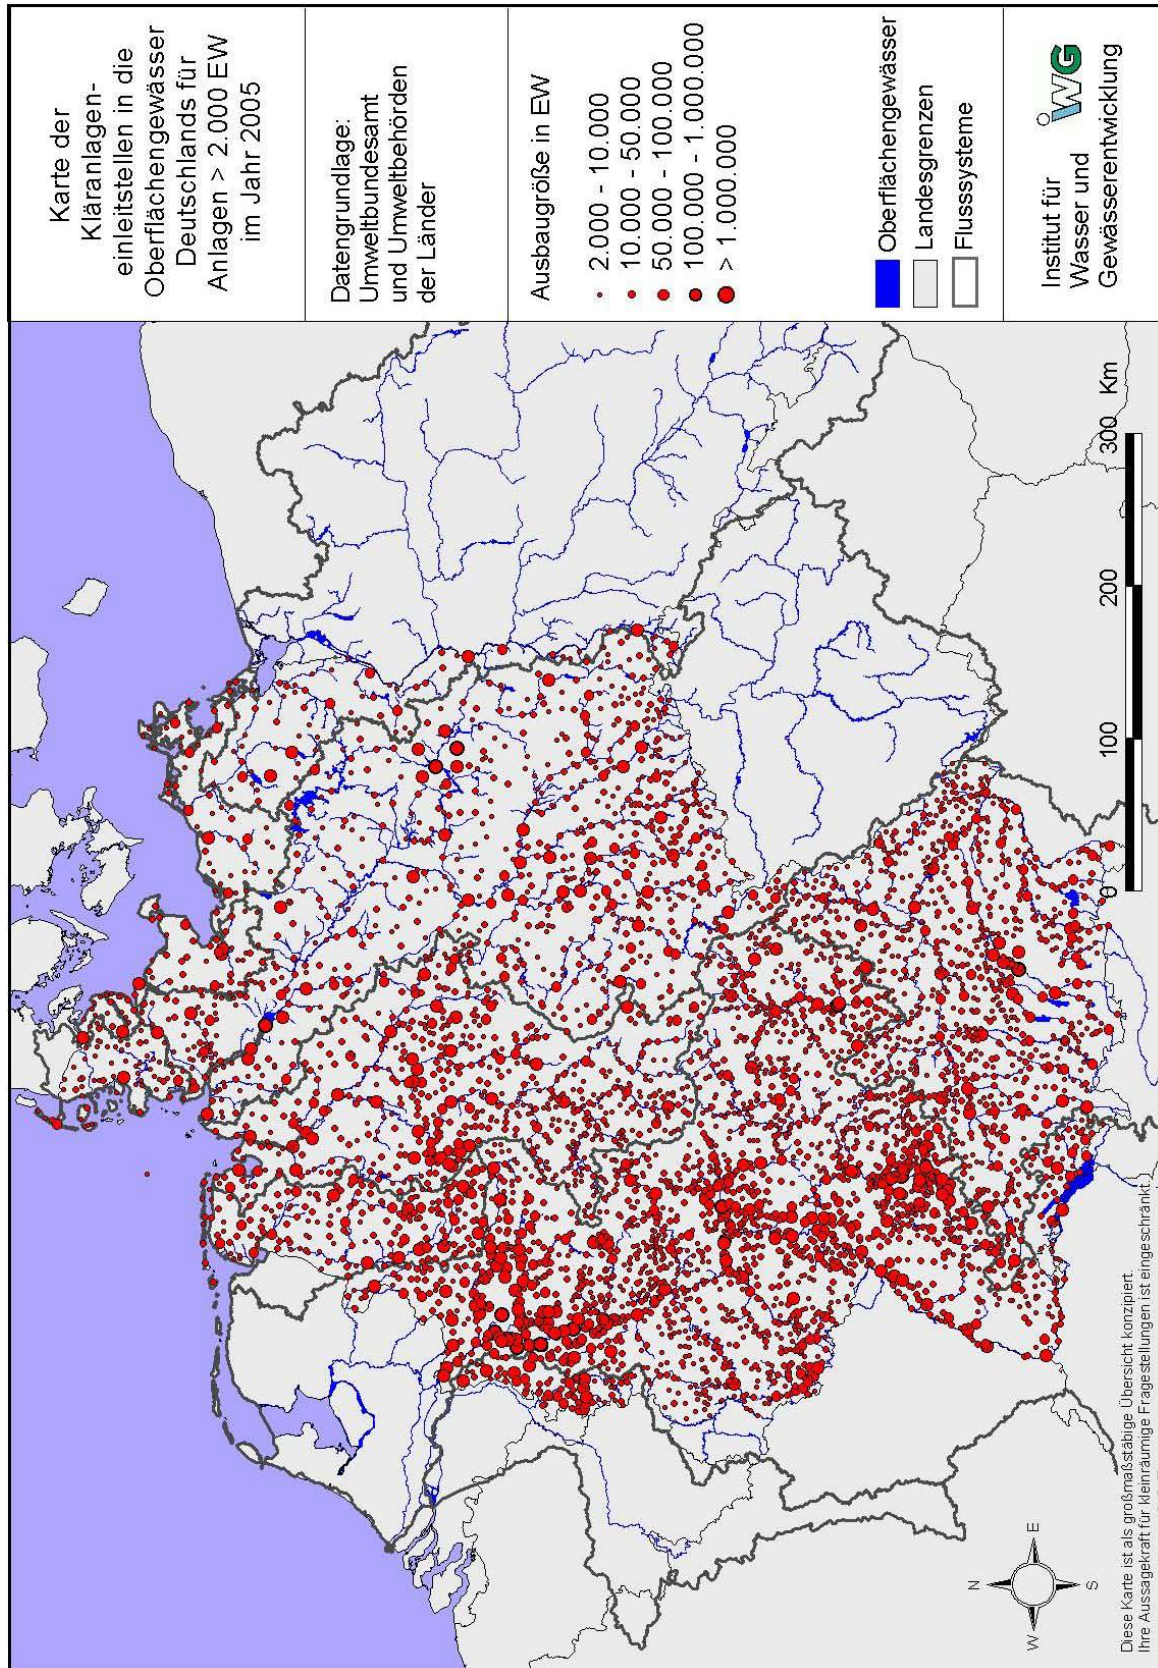 Karte der
Kläranlagen-
einleitstellen in die
Oberflächengewässer
Deutschlands für
Anlagen > 2.000 EW
im Jahr 2005
Datengrundlage:
Umweltbundesamt
und Umweltbehörden
der Länder
Ausbaugröße in EW
2.000 - 10.000
10.000 - 50.000
50.000 - 100.000
100.000 - 1.000.000
> 1.000.000
Oberflächengewässer
Landesgrenzen
Flusssysteme
Institut für
Wasser und
Gewässerentwicklung
IWG
N
W E
S
0 100 200 300 Km
Diese Karte ist als großmaßstäbige Übersicht konzipiert.
Ihre Aussagekraft für kleinräumige Fragestellungen ist eingeschränkt.